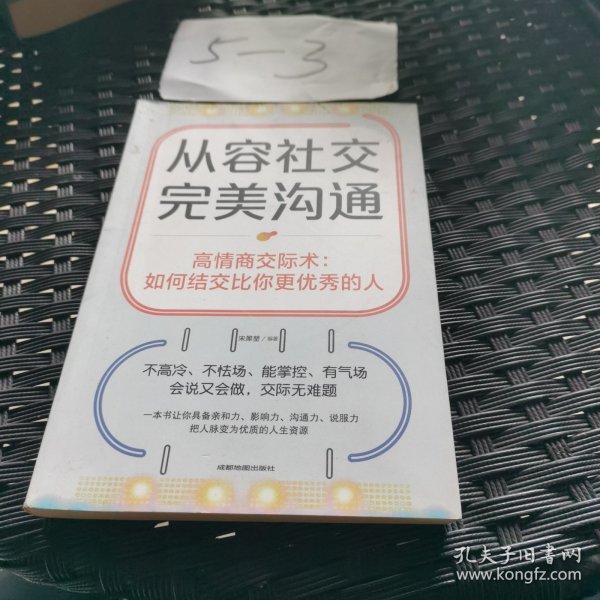 5-3
从容社交
完美沟通
高情商交际术：
如何结交比你更优秀的人
宋犀堃/编著
不高冷、不怯场、能掌控、有气场
会说又会做，交际无难题
一本书让你具备亲和力、影响力、沟通力、说服力
把人脉变为优质的人生资源
成都地图出版社
孔夫子旧书网
www.kongfz.com